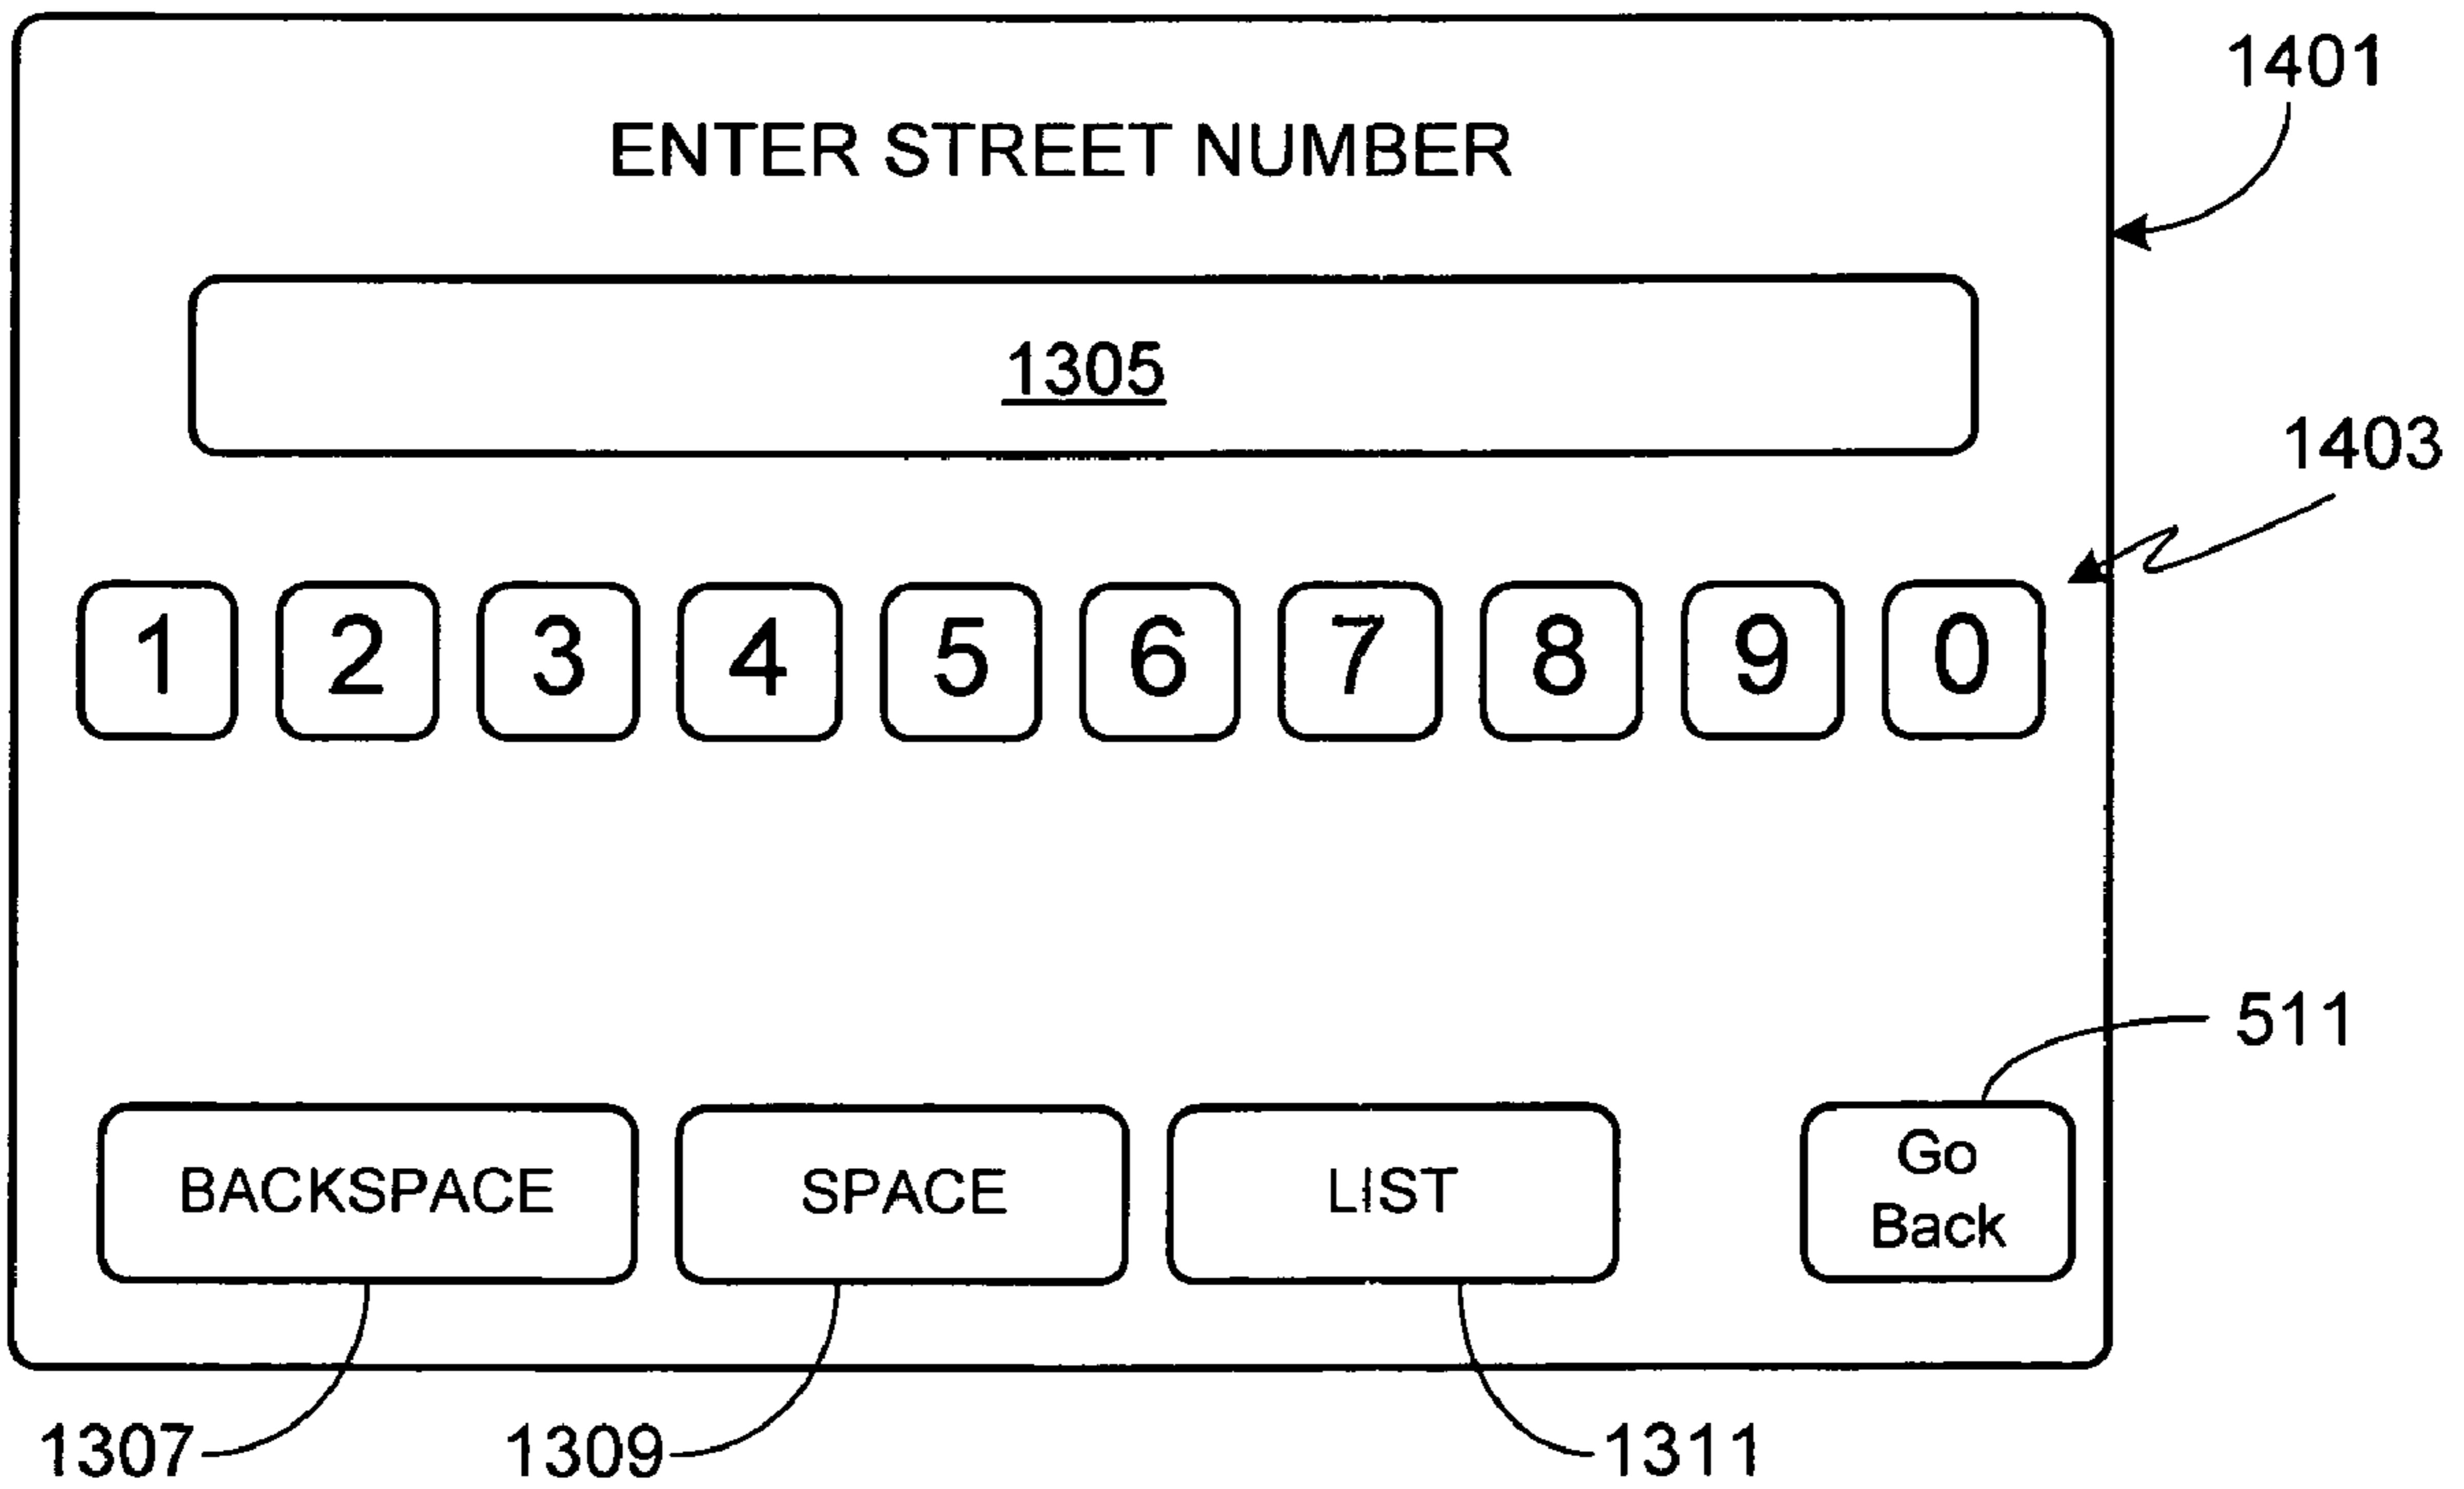 1401
ENTER STREET NUMBER
1305
1403
1 2 3 4 5 6 7 8 9 0
511
BACKSPACE SPACE LIST Go Back
1307 1309 1311